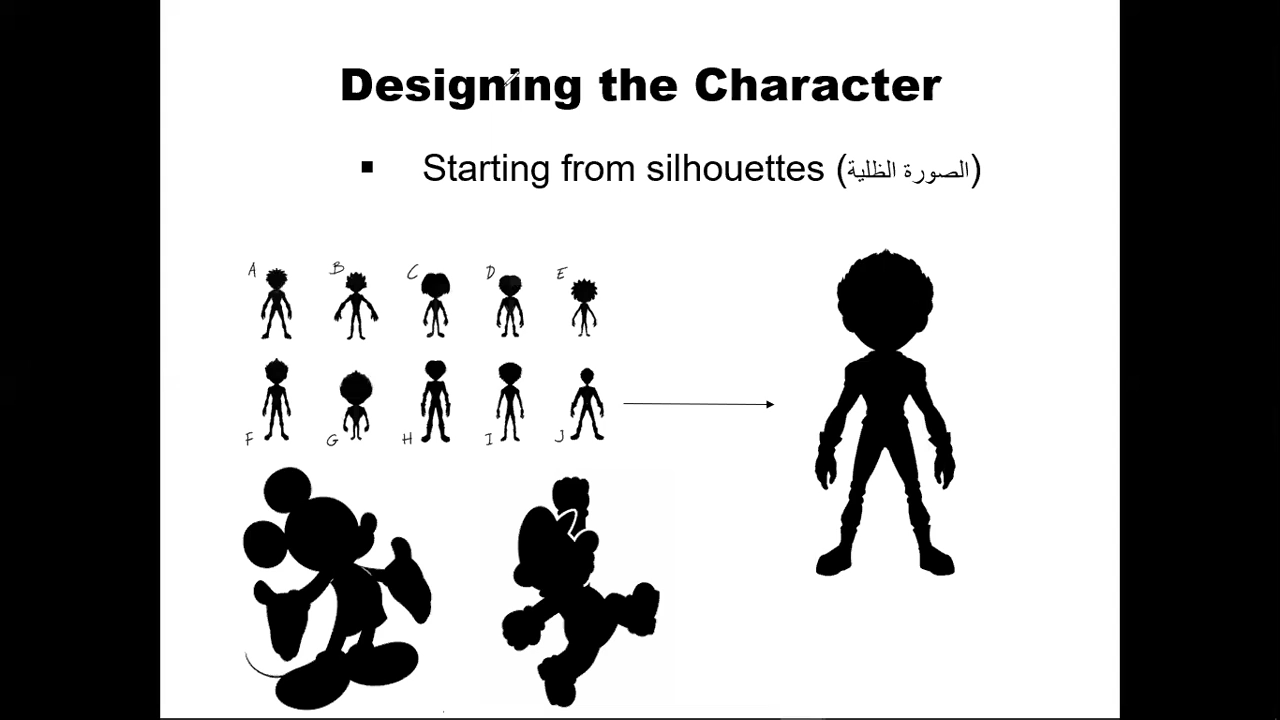 Designing the Character
▪ Starting from silhouettes (الصورة الظلية)
A B C D E
F G H I J